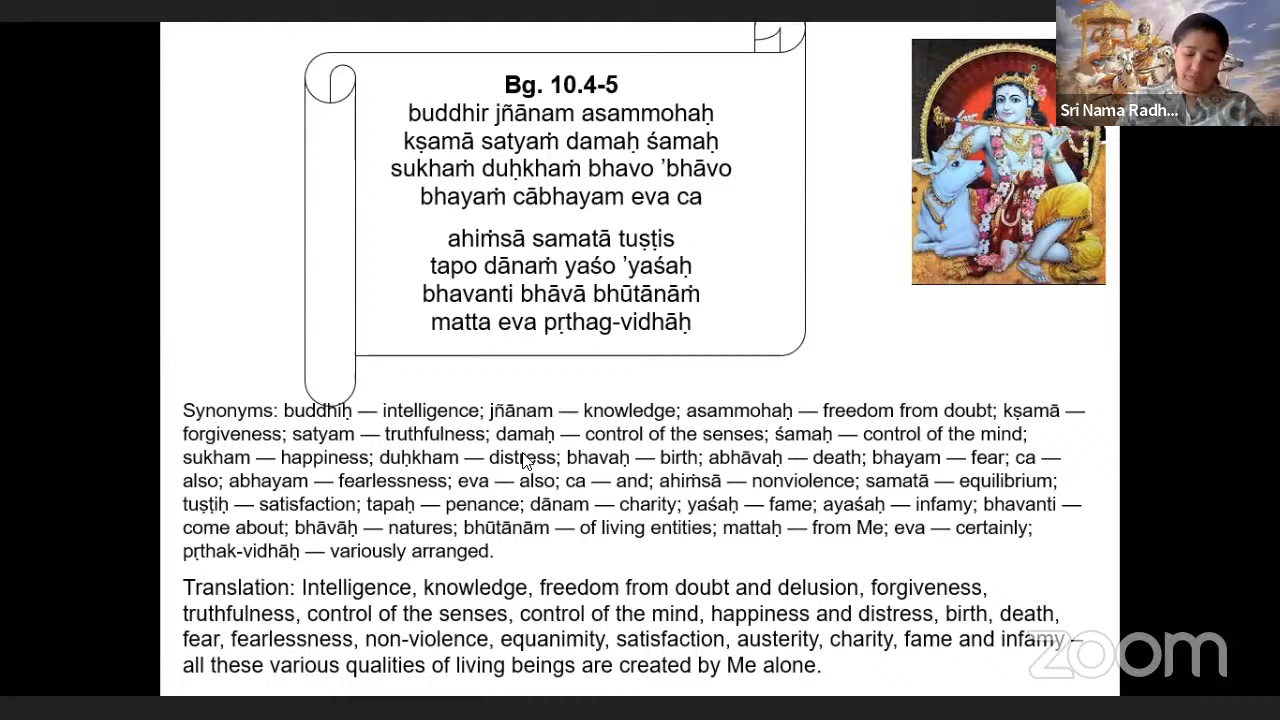 Bg. 10.4-5
buddhir jñānam asammohaḥ
kṣamā satyaṁ damaḥ śamaḥ
sukhaṁ duḥkhaṁ bhavo ’bhāvo
bhayaṁ cābhayam eva ca
ahiṁsā samatā tuṣṭis
tapo dānaṁ yaśo ’yaśaḥ
bhavanti bhāvā bhūtānāṁ
matta eva pṛthag-vidhāḥ
Sri Nama Radh...
Synonyms: buddhiḥ — intelligence; jñānam — knowledge; asammohaḥ — freedom from doubt; kṣamā —
forgiveness; satyam — truthfulness; damaḥ — control of the senses; śamaḥ — control of the mind;
sukham — happiness; duḥkham — distress; bhavaḥ — birth; abhāvaḥ — death; bhayam — fear; ca —
also; abhayam — fearlessness; eva — also; ca — and; ahiṁsā — nonviolence; samatā — equilibrium;
tuṣṭiḥ — satisfaction; tapaḥ — penance; dānam — charity; yaśaḥ — fame; ayaśaḥ — infamy; bhavanti —
come about; bhāvāḥ — natures; bhūtānām — of living entities; mattaḥ — from Me; eva — certainly;
pṛthak-vidhāḥ — variously arranged.
Translation: Intelligence, knowledge, freedom from doubt and delusion, forgiveness,
truthfulness, control of the senses, control of the mind, happiness and distress, birth, death,
fear, fearlessness, non-violence, equanimity, satisfaction, austerity, charity, fame and infamy –
all these various qualities of living beings are created by Me alone.
zoom